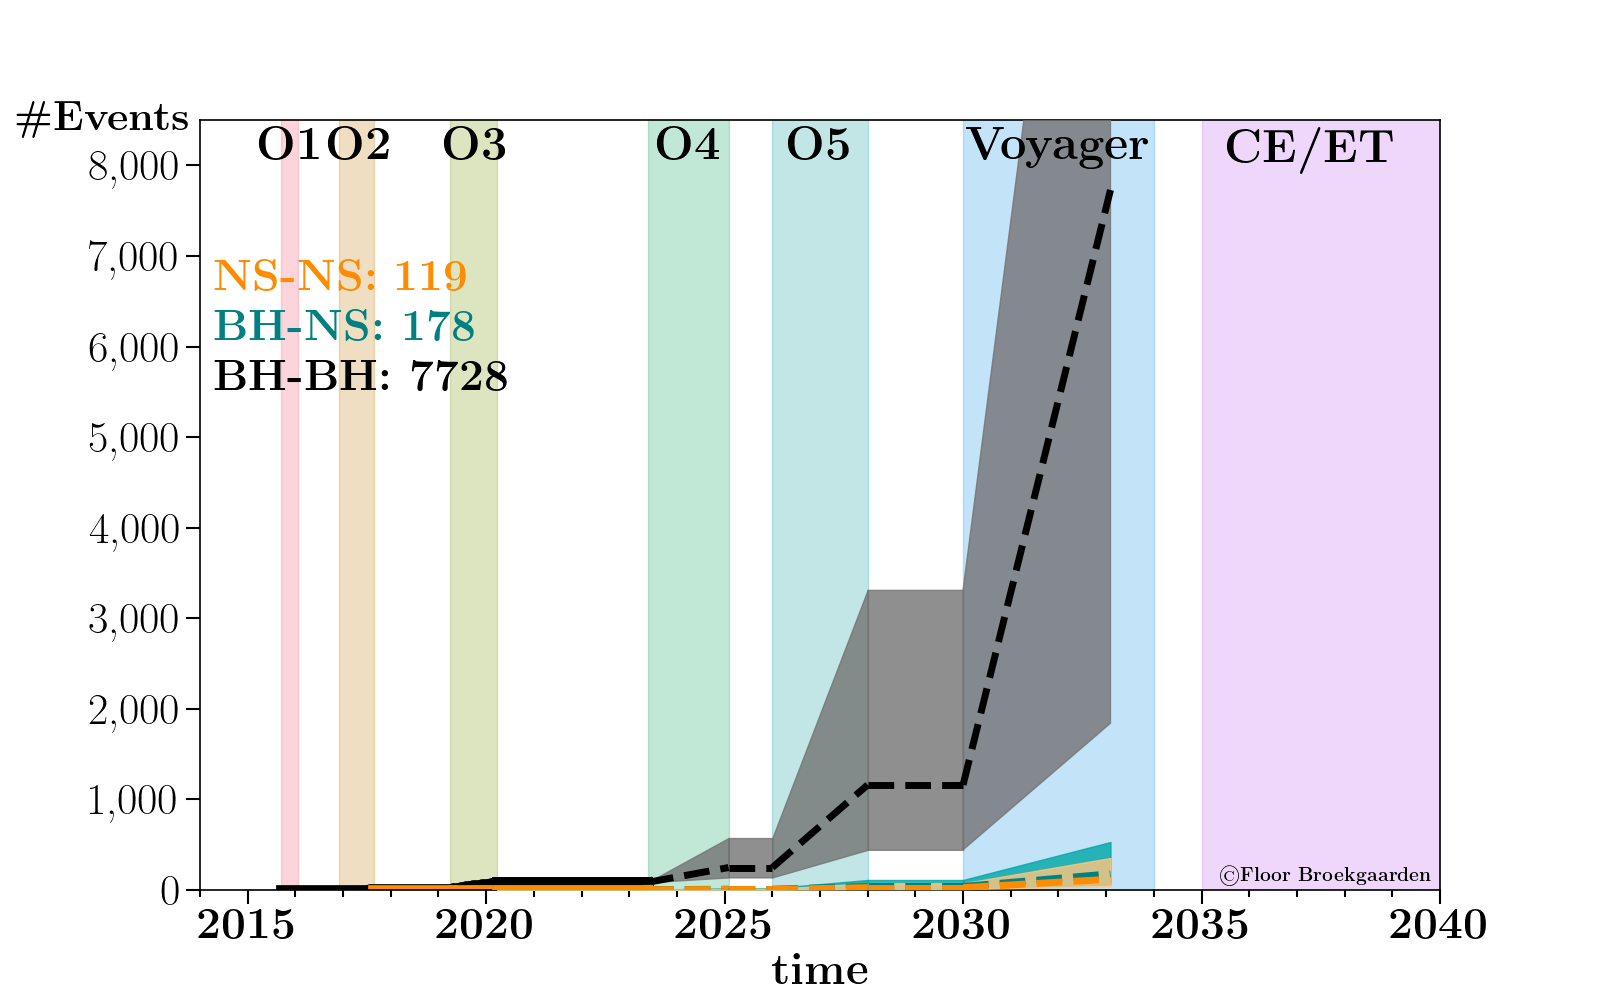 #Events
O1 O2 O3 O4 O5 Voyager CE/ET
8,000
7,000
NS-NS: 119
BH-NS: 178
6,000
BH-BH: 7728
5,000
4,000
3,000
2,000
1,000
©Floor Broekgaarden
0
2015 2020 2025 2030 2035 2040
time